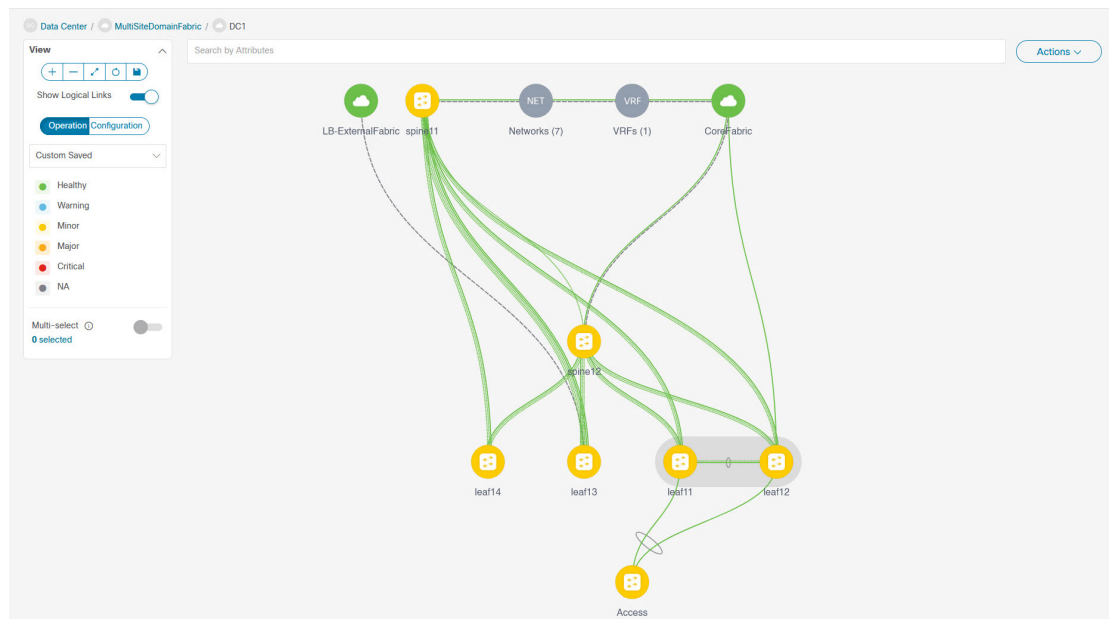 DC Data Center / MultiSiteDomainFabric / DC1
View
Search by Attributes
Actions
Show Logical Links
Operation Configuration
Custom Saved
Healthy
Warning
Minor
Major
Critical
NA
Multi-select
0 selected
NET
VRF
LB-ExternalFabric spine11 Networks (7) VRFs (1) CoreFabric
spine12
leaf14 leaf13 leaf11 leaf12
Access